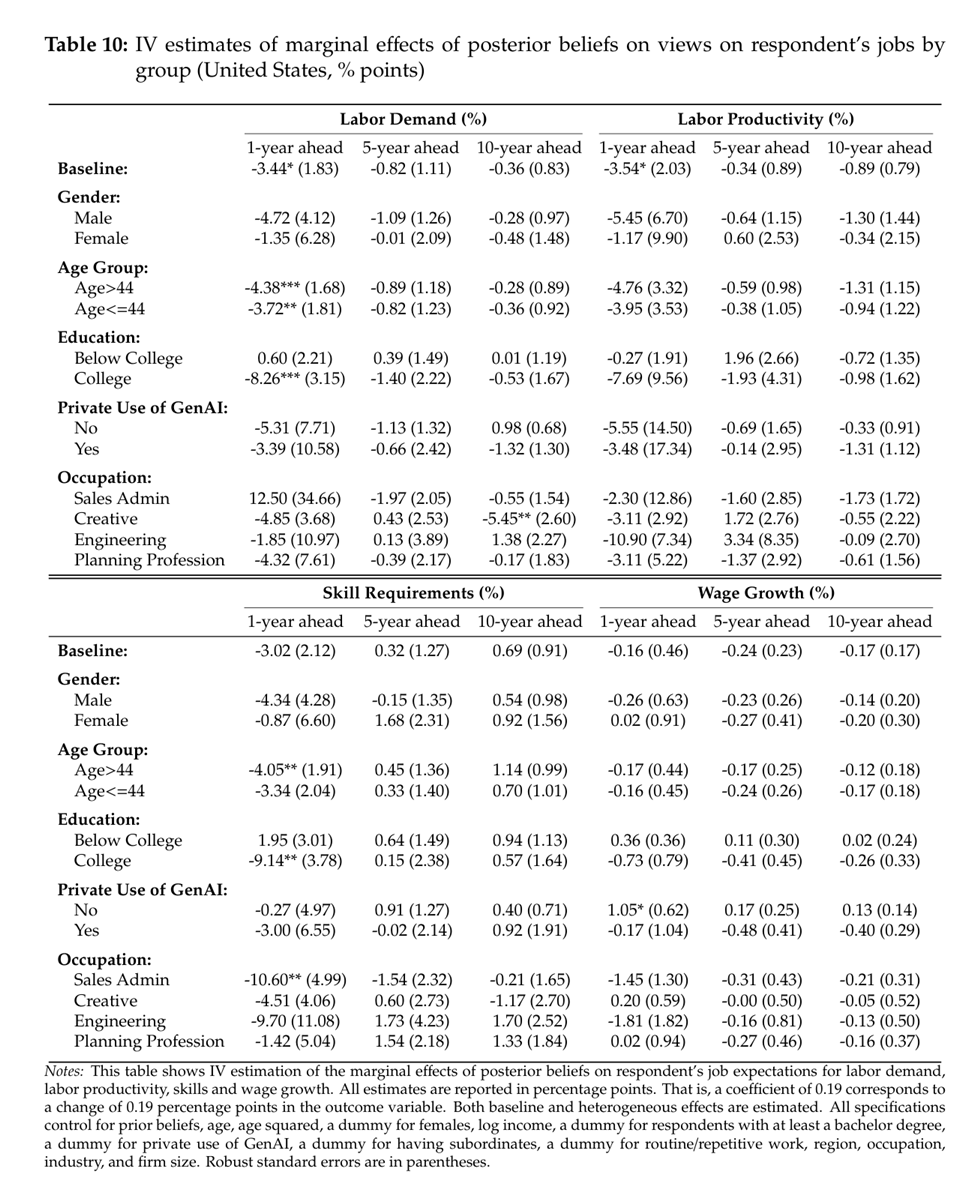 Table 10: IV estimates of marginal effects of posterior beliefs on views on respondent's jobs by
group (United States, % points)
Labor Demand (%) Labor Productivity (%)
1-year ahead 5-year ahead 10-year ahead 1-year ahead 5-year ahead 10-year ahead
Baseline: -3.44* (1.83) -0.82 (1.11) -0.36 (0.83) -3.54* (2.03) -0.34 (0.89) -0.89 (0.79)
Gender:
Male -4.72 (4.12) -1.09 (1.26) -0.28 (0.97) -5.45 (6.70) -0.64 (1.15) -1.30 (1.44)
Female -1.35 (6.28) -0.01 (2.09) -0.48 (1.48) -1.17 (9.90) 0.60 (2.53) -0.34 (2.15)
Age Group:
Age>44 -4.38*** (1.68) -0.89 (1.18) -0.28 (0.89) -4.76 (3.32) -0.59 (0.98) -1.31 (1.15)
Age<=44 -3.72** (1.81) -0.82 (1.23) -0.36 (0.92) -3.95 (3.53) -0.38 (1.05) -0.94 (1.22)
Education:
Below College 0.60 (2.21) 0.39 (1.49) 0.01 (1.19) -0.27 (1.91) 1.96 (2.66) -0.72 (1.35)
College -8.26*** (3.15) -1.40 (2.22) -0.53 (1.67) -7.69 (9.56) -1.93 (4.31) -0.98 (1.62)
Private Use of GenAI:
No -5.31 (7.71) -1.13 (1.32) 0.98 (0.68) -5.55 (14.50) -0.69 (1.65) -0.33 (0.91)
Yes -3.39 (10.58) -0.66 (2.42) -1.32 (1.30) -3.48 (17.34) -0.14 (2.95) -1.31 (1.12)
Occupation:
Sales Admin 12.50 (34.66) -1.97 (2.05) -0.55 (1.54) -2.30 (12.86) -1.60 (2.85) -1.73 (1.72)
Creative -4.85 (3.68) 0.43 (2.53) -5.45** (2.60) -3.11 (2.92) 1.72 (2.76) -0.55 (2.22)
Engineering -1.85 (10.97) 0.13 (3.89) 1.38 (2.27) -10.90 (7.34) 3.34 (8.35) -0.09 (2.70)
Planning Profession -4.32 (7.61) -0.39 (2.17) -0.17 (1.83) -3.11 (5.22) -1.37 (2.92) -0.61 (1.56)
Skill Requirements (%) Wage Growth (%)
1-year ahead 5-year ahead 10-year ahead 1-year ahead 5-year ahead 10-year ahead
Baseline: -3.02 (2.12) 0.32 (1.27) 0.69 (0.91) -0.16 (0.46) -0.24 (0.23) -0.17 (0.17)
Gender:
Male -4.34 (4.28) -0.15 (1.35) 0.54 (0.98) -0.26 (0.63) -0.23 (0.26) -0.14 (0.20)
Female -0.87 (6.60) 1.68 (2.31) 0.92 (1.56) 0.02 (0.91) -0.27 (0.41) -0.20 (0.30)
Age Group:
Age>44 -4.05** (1.91) 0.45 (1.36) 1.14 (0.99) -0.17 (0.44) -0.17 (0.25) -0.12 (0.18)
Age<=44 -3.34 (2.04) 0.33 (1.40) 0.70 (1.01) -0.16 (0.45) -0.24 (0.26) -0.17 (0.18)
Education:
Below College 1.95 (3.01) 0.64 (1.49) 0.94 (1.13) 0.36 (0.36) 0.11 (0.30) 0.02 (0.24)
College -9.14** (3.78) 0.15 (2.38) 0.57 (1.64) -0.73 (0.79) -0.41 (0.45) -0.26 (0.33)
Private Use of GenAI:
No -0.27 (4.97) 0.91 (1.27) 0.40 (0.71) 1.05* (0.62) 0.17 (0.25) 0.13 (0.14)
Yes -3.00 (6.55) -0.02 (2.14) 0.92 (1.91) -0.17 (1.04) -0.48 (0.41) -0.40 (0.29)
Occupation:
Sales Admin -10.60** (4.99) -1.54 (2.32) -0.21 (1.65) -1.45 (1.30) -0.31 (0.43) -0.21 (0.31)
Creative -4.51 (4.06) 0.60 (2.73) -1.17 (2.70) 0.20 (0.59) -0.00 (0.50) -0.05 (0.52)
Engineering -9.70 (11.08) 1.73 (4.23) 1.70 (2.52) -1.81 (1.82) -0.16 (0.81) -0.13 (0.50)
Planning Profession -1.42 (5.04) 1.54 (2.18) 1.33 (1.84) 0.02 (0.94) -0.27 (0.46) -0.16 (0.37)
Notes: This table shows IV estimation of the marginal effects of posterior beliefs on respondent's job expectations for labor demand,
labor productivity, skills and wage growth. All estimates are reported in percentage points. That is, a coefficient of 0.19 corresponds to
a change of 0.19 percentage points in the outcome variable. Both baseline and heterogeneous effects are estimated. All specifications
control for prior beliefs, age, age squared, a dummy for females, log income, a dummy for respondents with at least a bachelor degree,
a dummy for private use of GenAI, a dummy for having subordinates, a dummy for routine/repetitive work, region, occupation,
industry, and firm size. Robust standard errors are in parentheses.